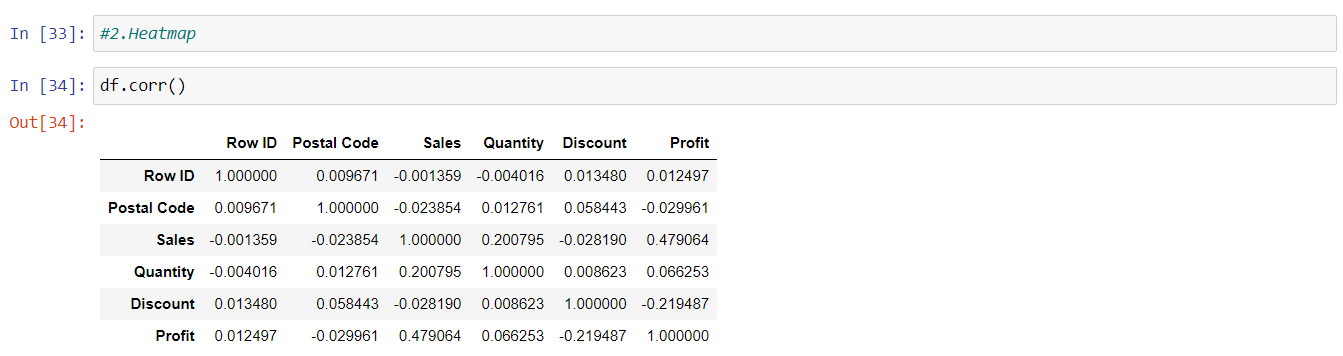 In [33]: #2.Heatmap
In [34]: df.corr()
Out[34]:
Row ID Postal Code Sales Quantity Discount Profit
Row ID 1.000000 0.009671 -0.001359 -0.004016 0.013480 0.012497
Postal Code 0.009671 1.000000 -0.023854 0.012761 0.058443 -0.029961
Sales -0.001359 -0.023854 1.000000 0.200795 -0.028190 0.479064
Quantity -0.004016 0.012761 0.200795 1.000000 0.008623 0.066253
Discount 0.013480 0.058443 -0.028190 0.008623 1.000000 -0.219487
Profit 0.012497 -0.029961 0.479064 0.066253 -0.219487 1.000000